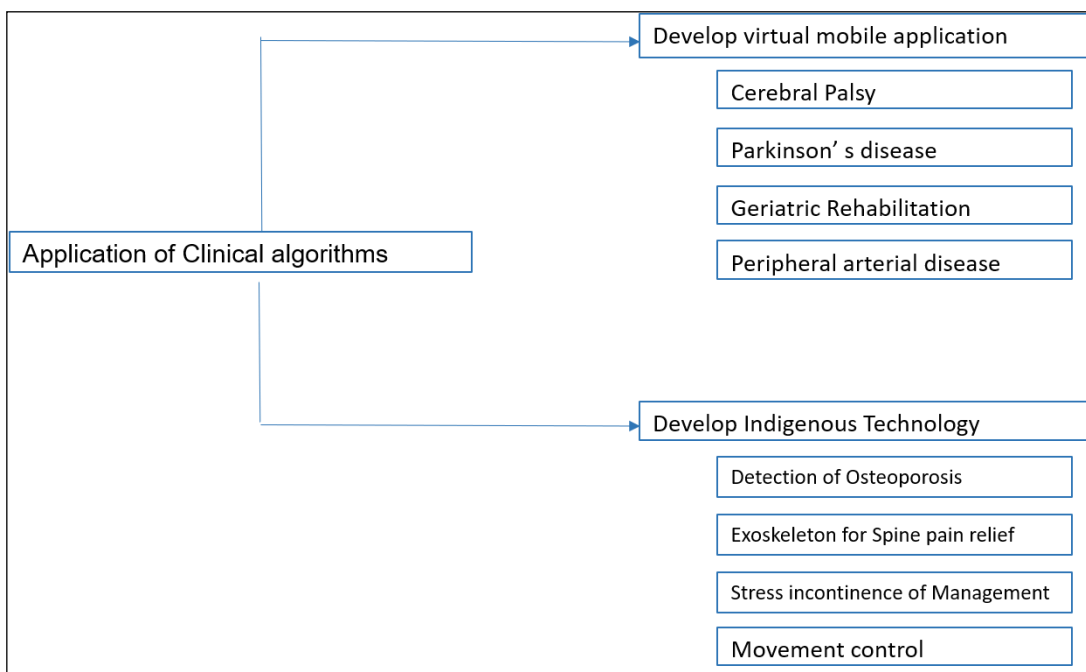 Develop virtual mobile application
Cerebral Palsy
Parkinson’ s disease
Geriatric Rehabilitation
Peripheral arterial disease
Application of Clinical algorithms
Develop Indigenous Technology
Detection of Osteoporosis
Exoskeleton for Spine pain relief
Stress incontinence of Management
Movement control